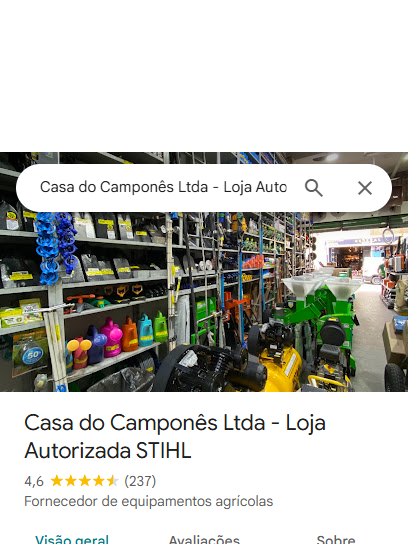 Casa do Camponês Ltda - Loja Auto
Casa do Camponês Ltda - Loja
Autorizada STIHL
4,6 (237)
Fornecedor de equipamentos agrícolas
Visão geral Avaliações Sobre